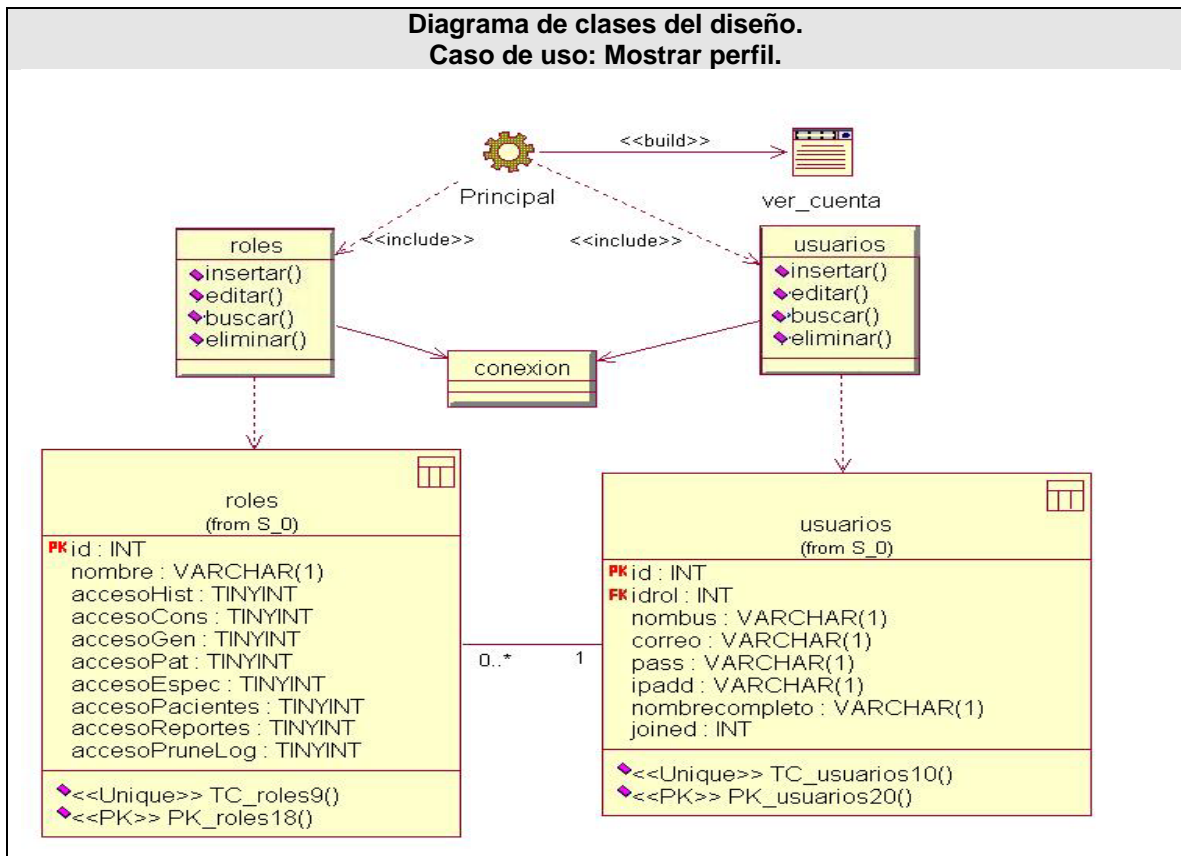 Diagrama de clases del diseño.
Caso de uso: Mostrar perfil.
<<build>>
Principal
ver_cuenta
<<include>>
<<include>>
roles
insertar()
editar()
buscar()
eliminar()
usuarios
insertar()
editar()
buscar()
eliminar()
conexion
roles
(from S_0)
PK id : INT
nombre : VARCHAR(1)
accesoHist : TINYINT
accesoCons : TINYINT
accesoGen : TINYINT
accesoPat : TINYINT
accesoEspec : TINYINT
accesoPacientes : TINYINT
accesoReportes : TINYINT
accesoPruneLog : TINYINT
<<Unique>> TC_roles9()
<<PK>> PK_roles18()
0..*
1
usuarios
(from S_0)
PK id : INT
FK idrol : INT
nombus : VARCHAR(1)
correo : VARCHAR(1)
pass : VARCHAR(1)
ipadd : VARCHAR(1)
nombrecompleto : VARCHAR(1)
joined : INT
<<Unique>> TC_usuarios10()
<<PK>> PK_usuarios20()